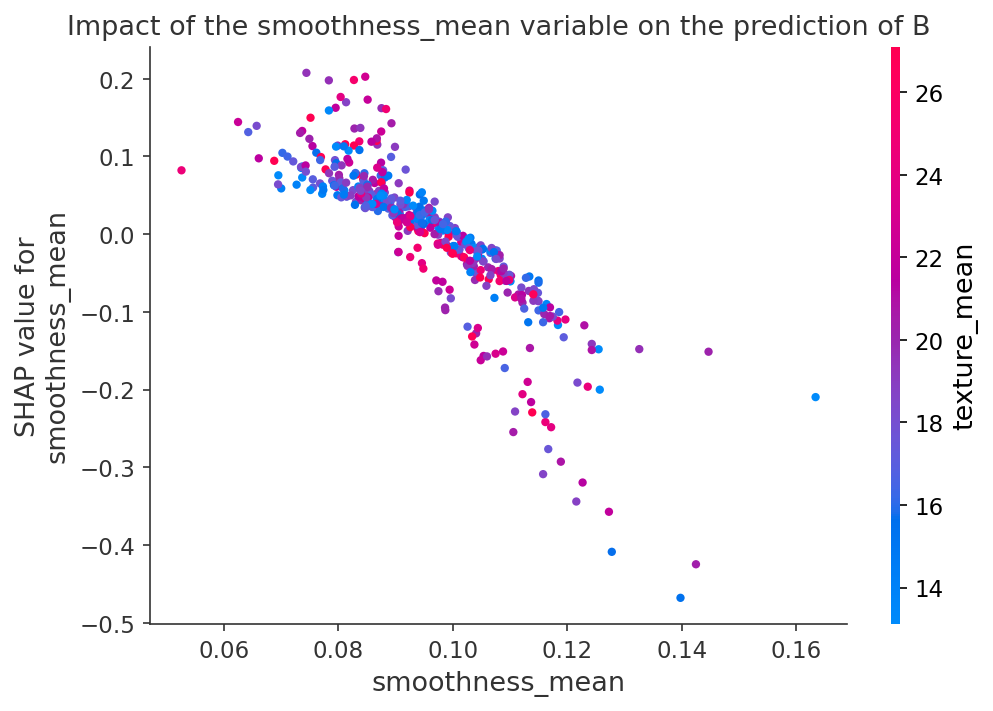 Impact of the smoothness_mean variable on the prediction of B
0.2
0.1
0.0
−0.1
−0.2
−0.3
−0.4
−0.5
SHAP value for
smoothness_mean
0.06 0.08 0.10 0.12 0.14 0.16
smoothness_mean
26
24
22
20
18
16
14
texture_mean